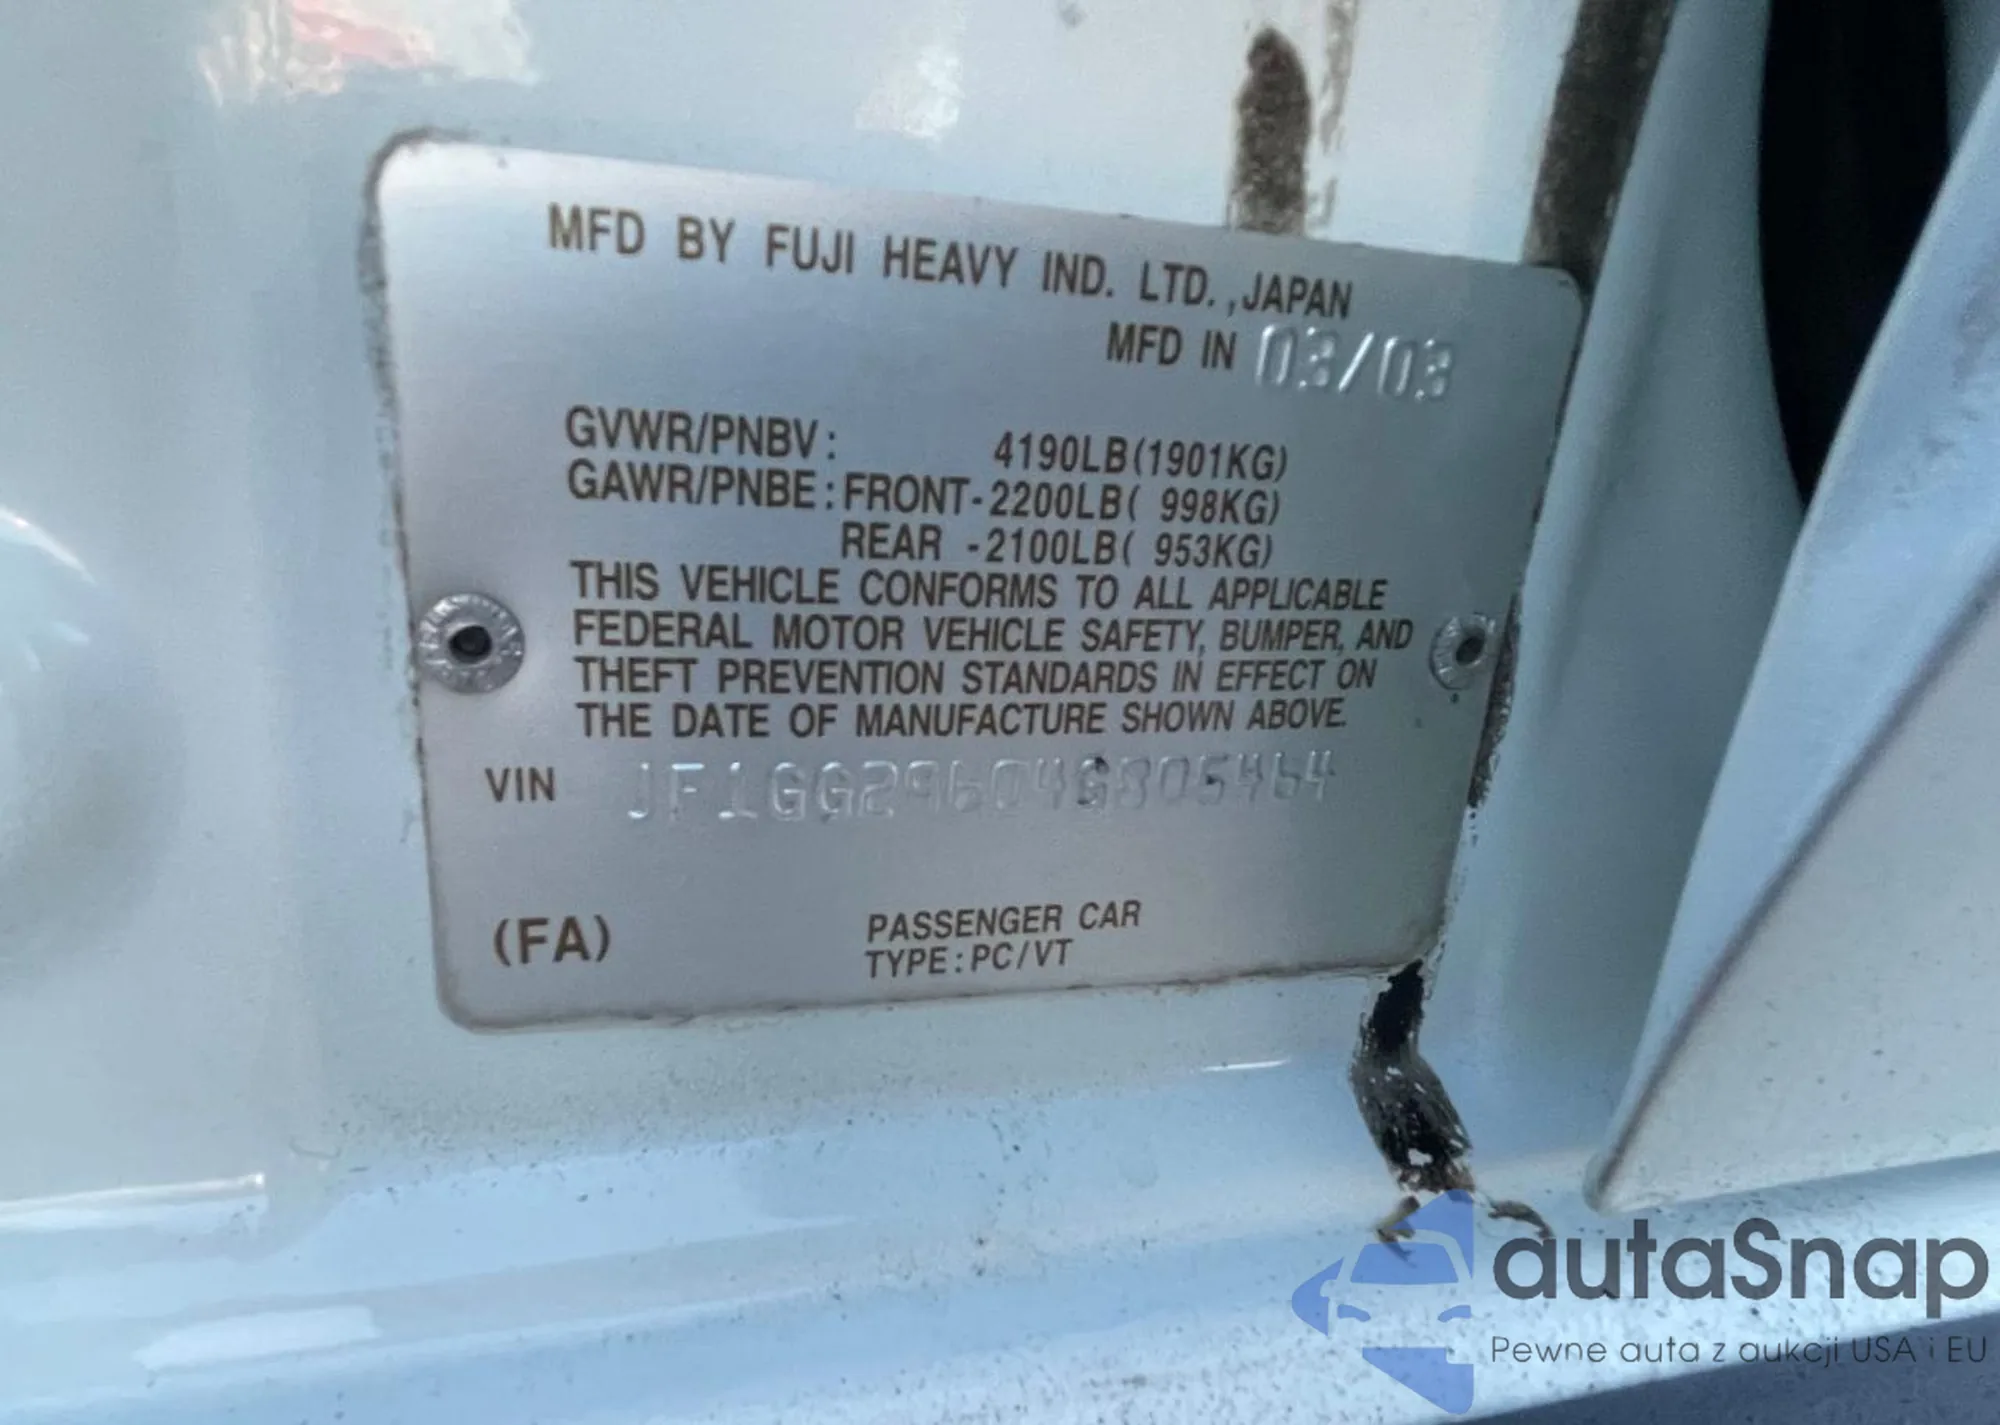 MFD BY FUJI HEAVY IND. LTD. ,JAPAN
MFD IN 03/03
GVWR/PNBV: 4190LB(1901KG)
GAWR/PNBE: FRONT-2200LB( 998KG)
REAR -2100LB( 953KG)
THIS VEHICLE CONFORMS TO ALL APPLICABLE
FEDERAL MOTOR VEHICLE SAFETY, BUMPER, AND
THEFT PREVENTION STANDARDS IN EFFECT ON
THE DATE OF MANUFACTURE SHOWN ABOVE.
VIN JF1GG29604G805464
(FA) PASSENGER CAR
TYPE: PC/VT
autaSnap
Pewne auta z aukcji USA i EU